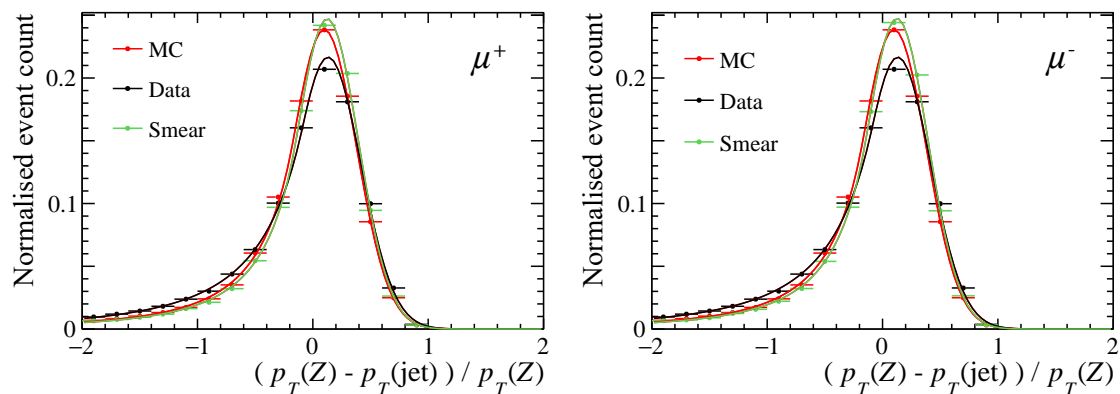 Normalised event count
0.2
0.1
0
MC
Data
Smear
μ⁺
−2 −1 0 1 2
( p_T(Z) - p_T(jet) ) / p_T(Z)
Normalised event count
0.2
0.1
0
MC
Data
Smear
μ⁻
−2 −1 0 1 2
( p_T(Z) - p_T(jet) ) / p_T(Z)